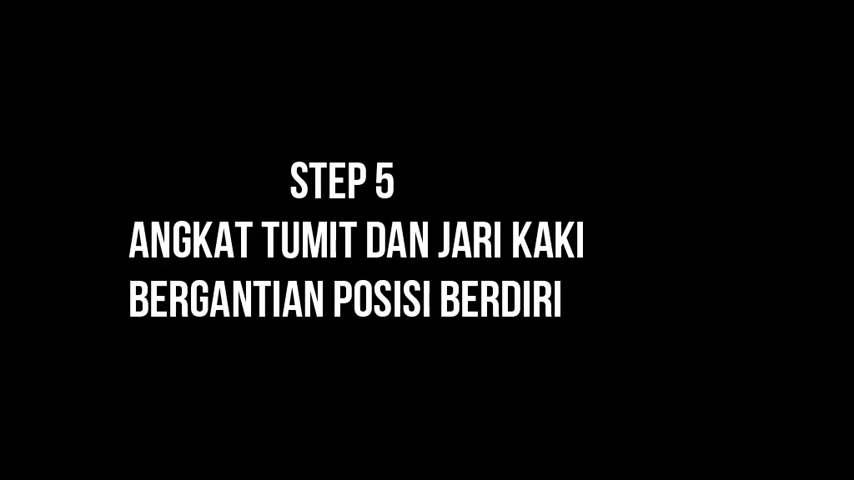 STEP 5
ANGKAT TUMIT DAN JARI KAKI
BERGANTIAN POSISI BERDIRI